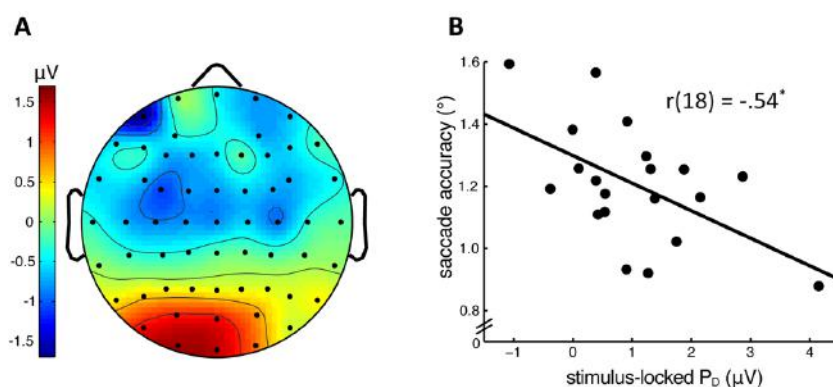 A
µV
1.5
1
0.5
0
-0.5
-1
-1.5
B
1.6
1.4
1.2
1.0
0.8
0
saccade accuracy (°)
r(18) = -.54*
-1 0 1 2 3 4
stimulus-locked P_D (µV)